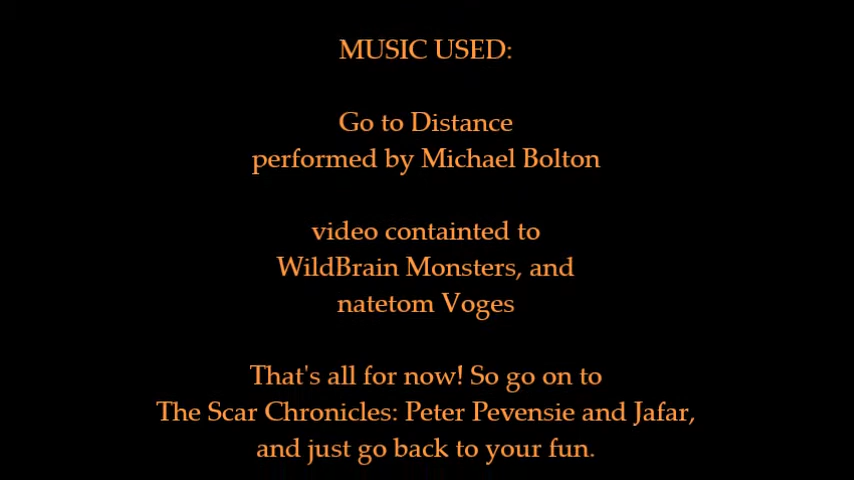 MUSIC USED:
Go to Distance
performed by Michael Bolton
video containted to
WildBrain Monsters, and
natetom Voges
That's all for now! So go on to
The Scar Chronicles: Peter Pevensie and Jafar,
and just go back to your fun.